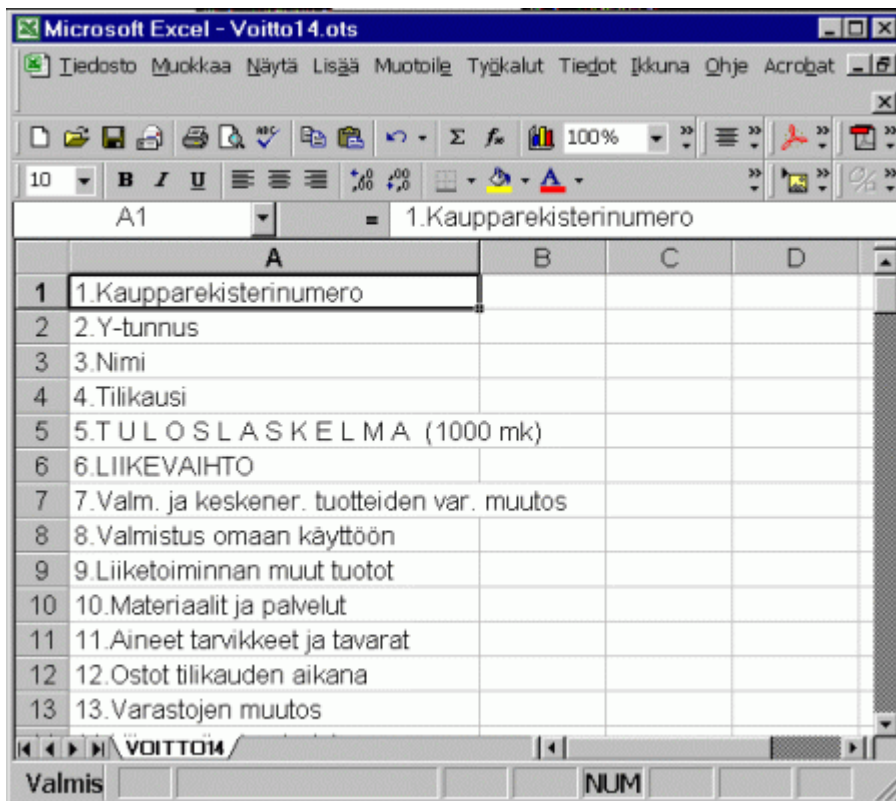 Microsoft Excel - Voitto14.ots
Tiedosto Muokkaa Näytä Lisää Muotoile Työkalut Tiedot Ikkuna Ohje Acrobat
100%
10 B I U
A1 = 1.Kaupparekisterinumero
A B C D
1 1.Kaupparekisterinumero
2 2.Y-tunnus
3 3.Nimi
4 4.Tilikausi
5 5.T U L O S L A S K E L M A (1000 mk)
6 6.LIIKEVAIHTO
7 7.Valm. ja keskener. tuotteiden var. muutos
8 8.Valmistus omaan käyttöön
9 9.Liiketoiminnan muut tuotot
10 10.Materiaalit ja palvelut
11 11.Aineet tarvikkeet ja tavarat
12 12.Ostot tilikauden aikana
13 13.Varastojen muutos
VOITTO14
Valmis NUM